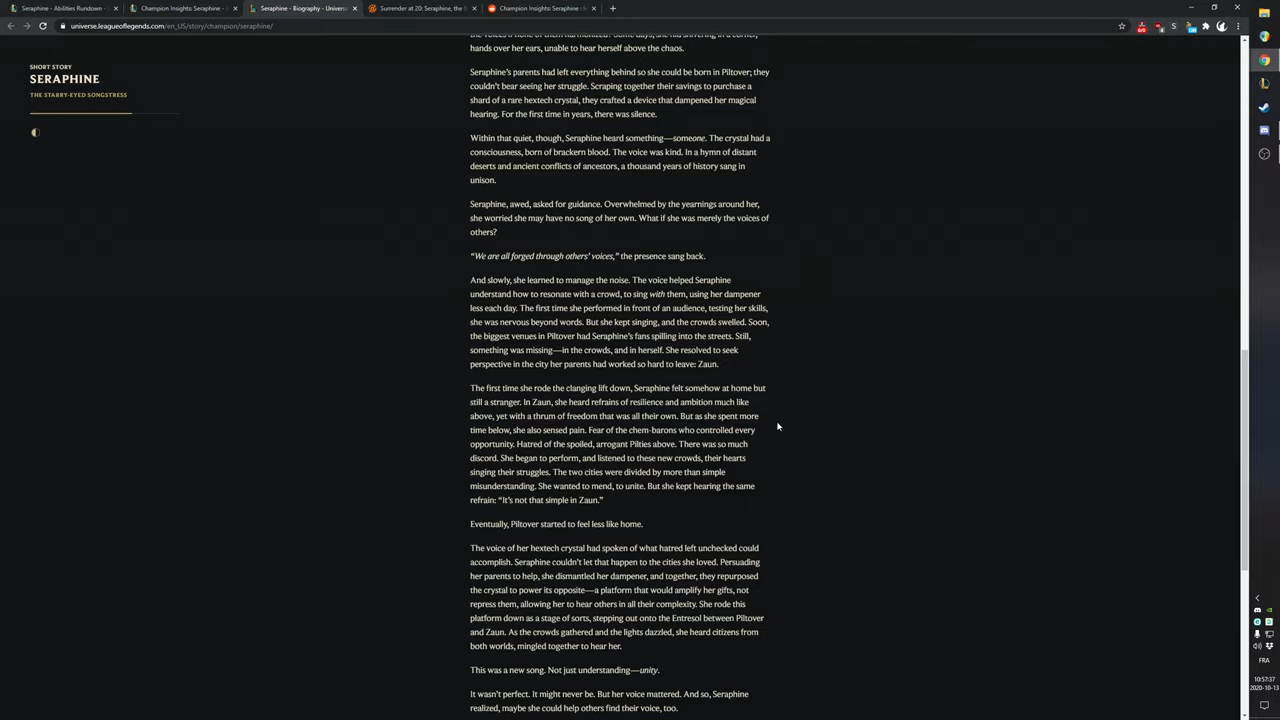 Seraphine - Abilities Rundown -
Champion Insights: Seraphine -
Seraphine - Biography - Universe
Surrender at 20: Seraphine, the S
Champion Insights: Seraphine :
universe.leagueoflegends.com/en_US/story/champion/seraphine/
SHORT STORY
SERAPHINE
THE STARRY-EYED SONGSTRESS
hands over her ears, unable to hear herself above the chaos.
Seraphine's parents had left everything behind so she could be born in Piltover; they
couldn't bear seeing her struggle. Scraping together their savings to purchase a
shard of a rare hextech crystal, they crafted a device that dampened her magical
hearing. For the first time in years, there was silence.
Within that quiet, though, Seraphine heard something—someone. The crystal had a
consciousness, born of brackern blood. The voice was kind. In a hymn of distant
deserts and ancient conflicts of ancestors, a thousand years of history sang in
unison.
Seraphine, awed, asked for guidance. Overwhelmed by the yearnings around her,
she worried she may have no song of her own. What if she was merely the voices of
others?
“We are all forged through others’ voices,” the presence sang back.
And slowly, she learned to manage the noise. The voice helped Seraphine
understand how to resonate with a crowd, to sing with them, using her dampener
less each day. The first time she performed in front of an audience, testing her skills,
she was nervous beyond words. But she kept singing, and the crowds swelled. Soon,
the biggest venues in Piltover had Seraphine's fans spilling into the streets. Still,
something was missing—in the crowds, and in herself. She resolved to seek
perspective in the city her parents had worked so hard to leave: Zaun.
The first time she rode the clanging lift down, Seraphine felt somehow at home but
still a stranger. In Zaun, she heard refrains of resilience and ambition much like
above, yet with a thrum of freedom that was all their own. But as she spent more
time below, she also sensed pain. Fear of the chem-barons who controlled every
opportunity. Hatred of the spoiled, arrogant Pilties above. There was so much
discord. She began to perform, and listened to these new crowds, their hearts
singing their struggles. The two cities were divided by more than simple
misunderstanding. She wanted to mend, to unite. But she kept hearing the same
refrain: “It’s not that simple in Zaun.”
Eventually, Piltover started to feel less like home.
The voice of her hextech crystal had spoken of what hatred left unchecked could
accomplish. Seraphine couldn't let that happen to the cities she loved. Persuading
her parents to help, she dismantled her dampener, and together, they repurposed
the crystal to power its opposite—a platform that would amplify her gifts, not
repress them, allowing her to hear others in all their complexity. She rode this
platform down as a stage of sorts, stepping out onto the Entresol between Piltover
and Zaun. As the crowds gathered and the lights dazzled, she heard citizens from
both worlds, mingled together to hear her.
This was a new song. Not just understanding—unity.
It wasn't perfect. It might never be. But her voice mattered. And so, Seraphine
realized, maybe she could help others find their voice, too.
FRA
10:57:37
2020-10-13